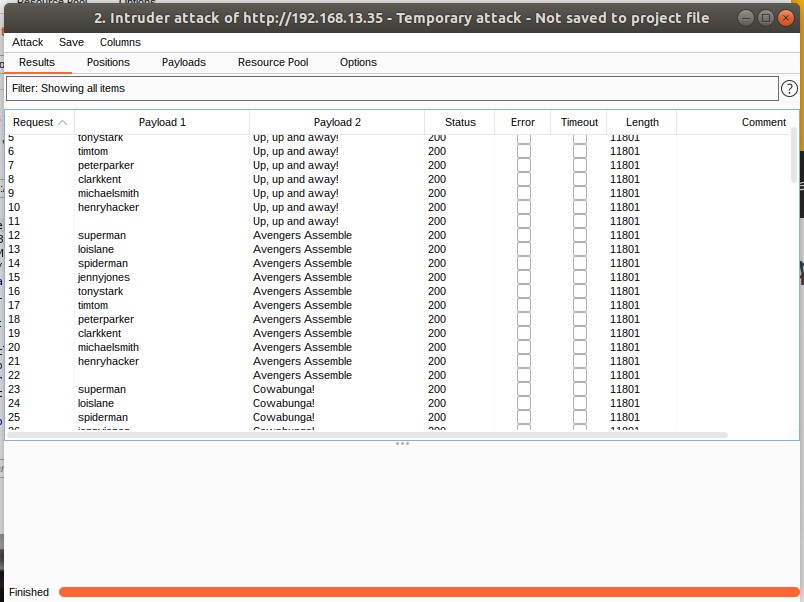 2. Intruder attack of http://192.168.13.35 - Temporary attack - Not saved to project file
Attack Save Columns
Results Positions Payloads Resource Pool Options
Filter: Showing all items ?
Request Payload 1 Payload 2 Status Error Timeout Length Comment
5 tonystark Up, up and away! 200 11801
6 timtom Up, up and away! 200 11801
7 peterparker Up, up and away! 200 11801
8 clarkkent Up, up and away! 200 11801
9 michaelsmith Up, up and away! 200 11801
10 henryhacker Up, up and away! 200 11801
11 Up, up and away! 200 11801
12 superman Avengers Assemble 200 11801
13 loislane Avengers Assemble 200 11801
14 spiderman Avengers Assemble 200 11801
15 jennyjones Avengers Assemble 200 11801
16 tonystark Avengers Assemble 200 11801
17 timtom Avengers Assemble 200 11801
18 peterparker Avengers Assemble 200 11801
19 clarkkent Avengers Assemble 200 11801
20 michaelsmith Avengers Assemble 200 11801
21 henryhacker Avengers Assemble 200 11801
22 Avengers Assemble 200 11801
23 superman Cowabunga! 200 11801
24 loislane Cowabunga! 200 11801
25 spiderman Cowabunga! 200 11801
26 jennyjones Cowabunga! 200 11801
Finished